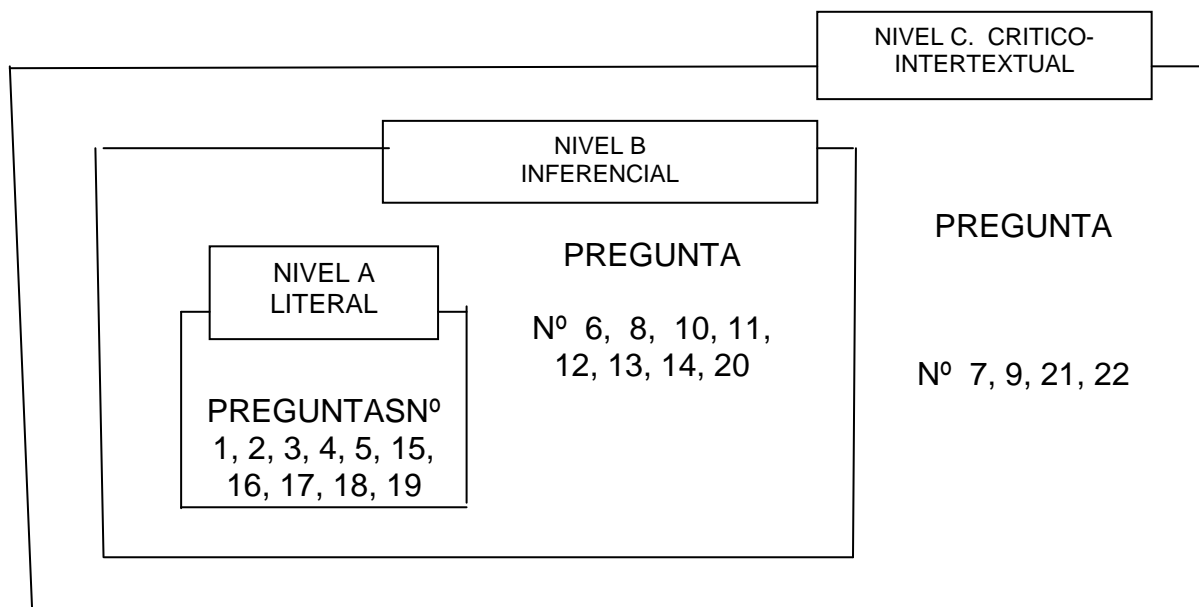 NIVEL C. CRITICO-
INTERTEXTUAL
NIVEL B
INFERENCIAL
PREGUNTA
Nº 7, 9, 21, 22
PREGUNTA
Nº 6, 8, 10, 11,
12, 13, 14, 20
NIVEL A
LITERAL
PREGUNTASNº
1, 2, 3, 4, 5, 15,
16, 17, 18, 19